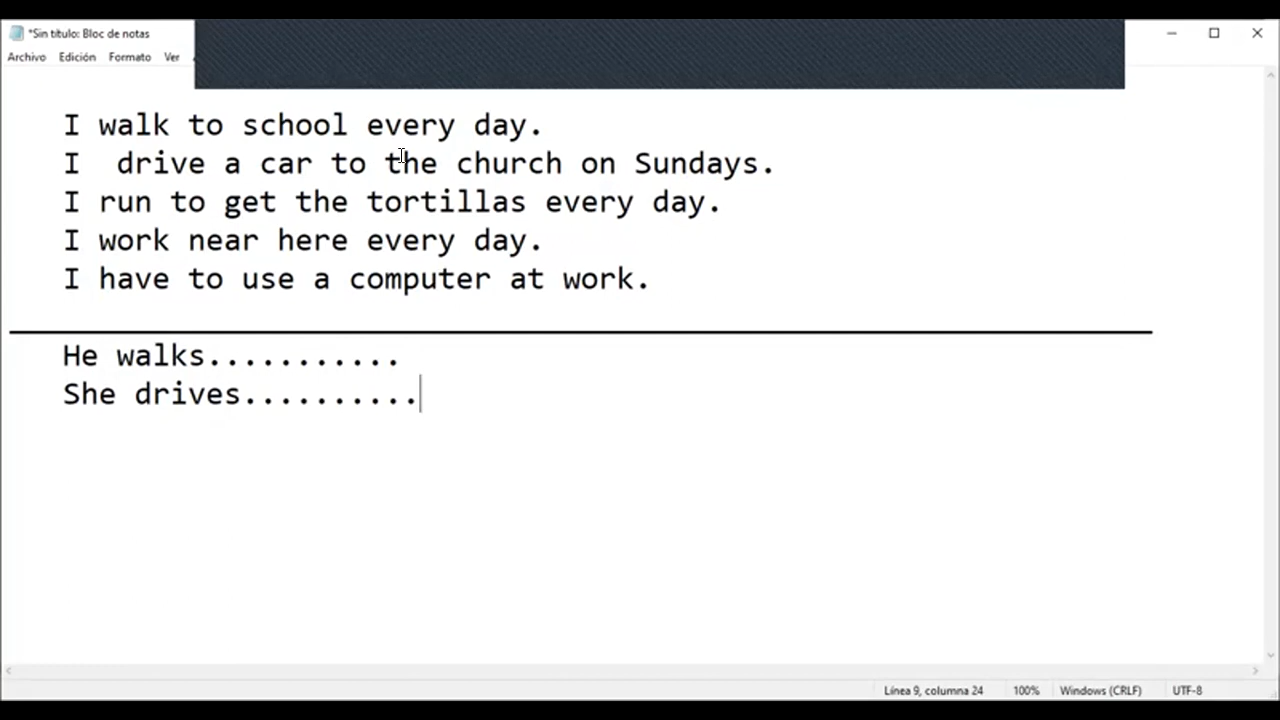 *Sin título: Bloc de notas
Archivo Edición Formato Ver
I walk to school every day.
I  drive a car to the church on Sundays.
I run to get the tortillas every day.
I work near here every day.
I have to use a computer at work.
He walks...........
She drives..........
Línea 9, columna 24 100% Windows (CRLF) UTF-8